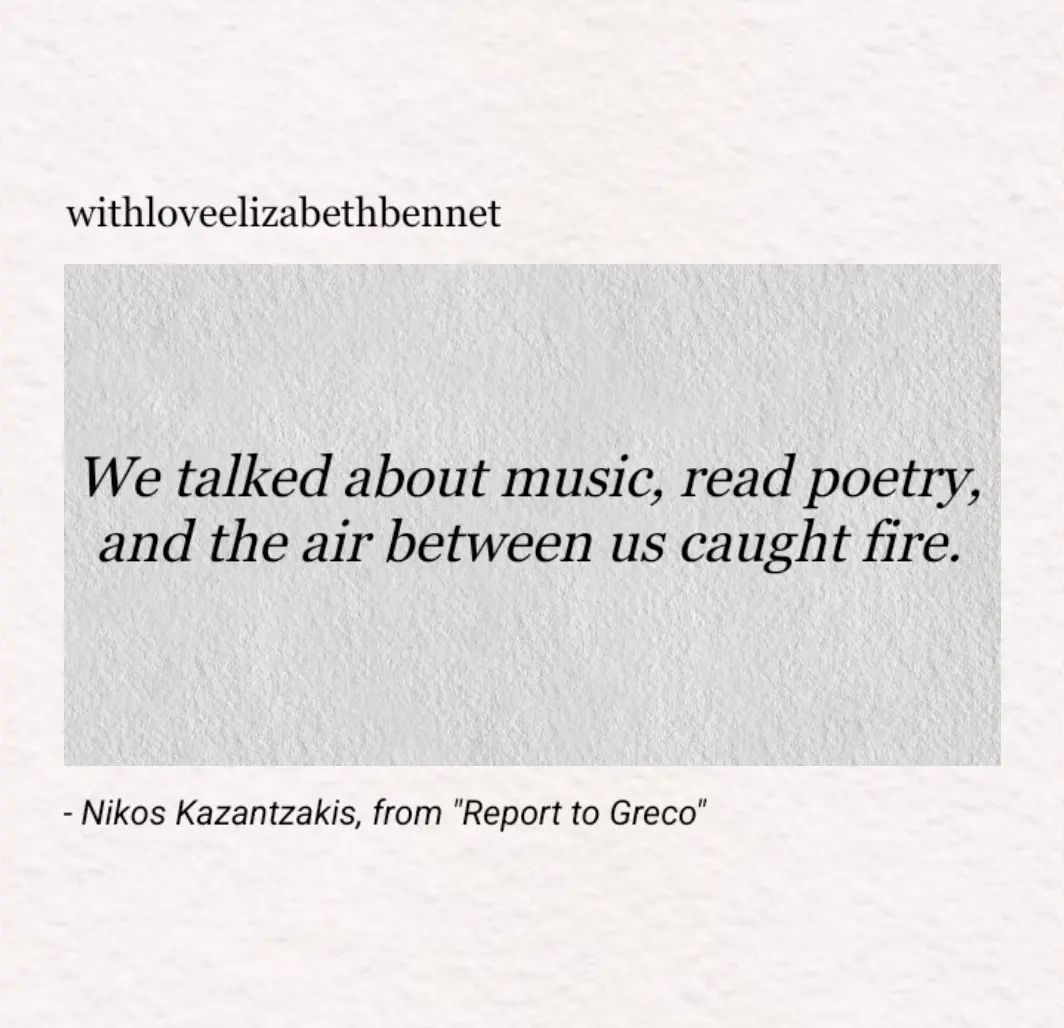 withloveelizabethbennet
We talked about music, read poetry,
and the air between us caught fire.
- Nikos Kazantzakis, from "Report to Greco"